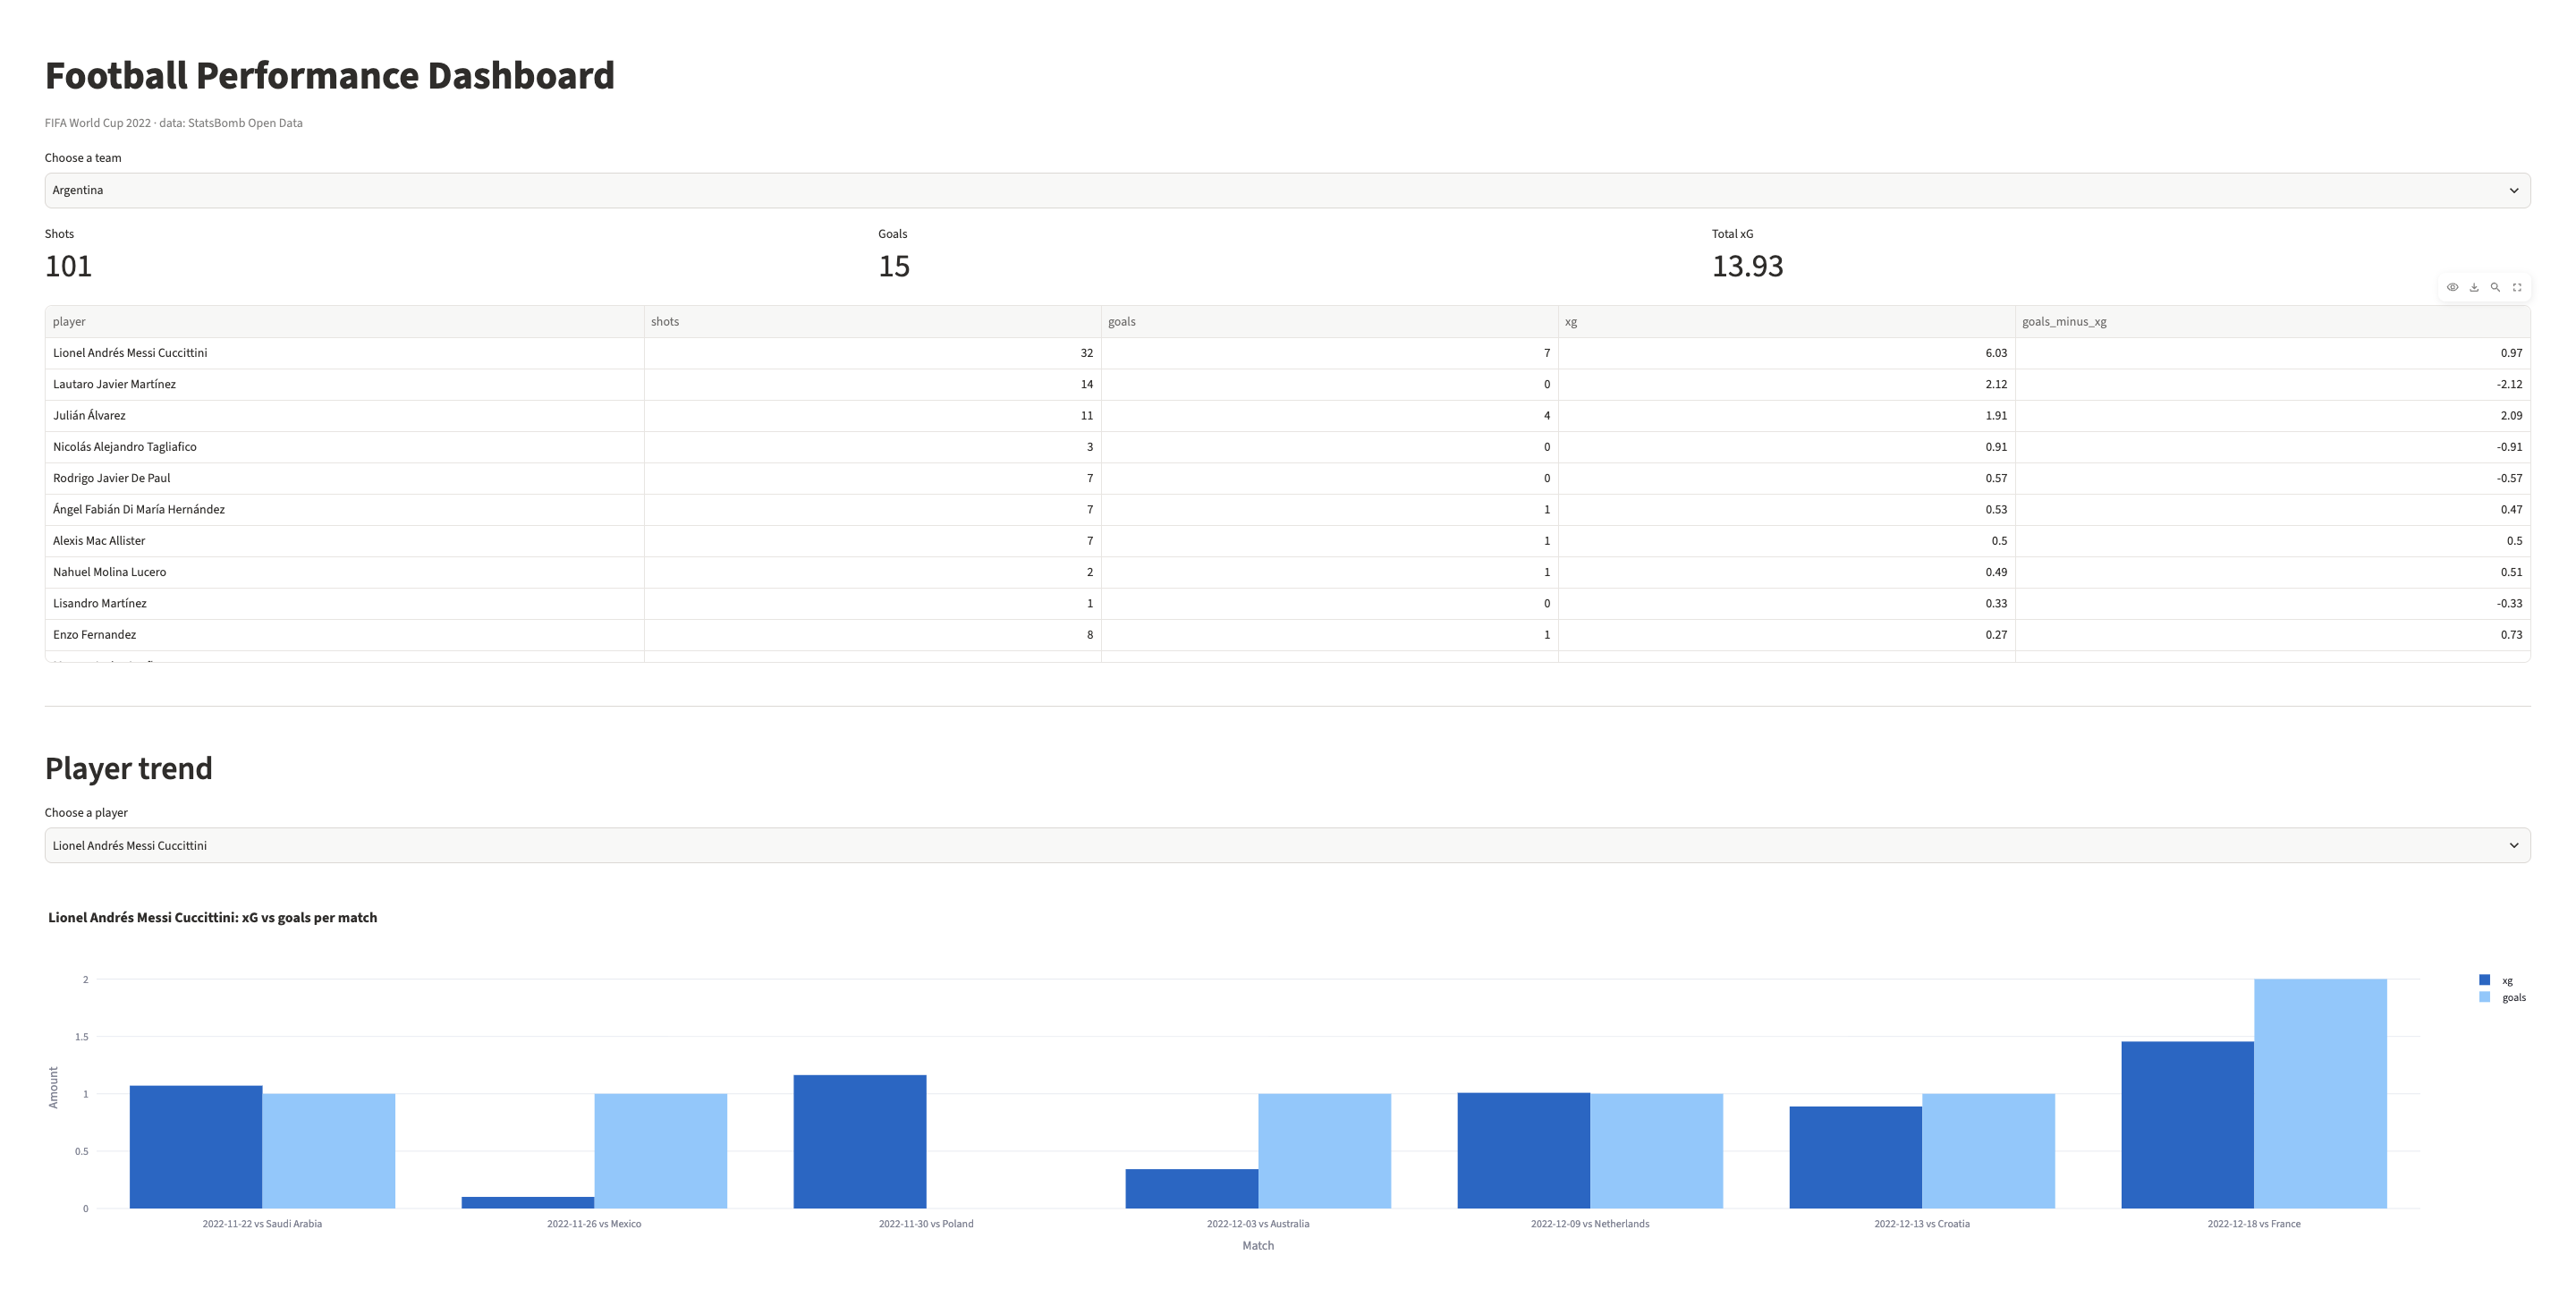 Football Performance Dashboard
FIFA World Cup 2022 · data: StatsBomb Open Data
Choose a team
Argentina
Shots Goals Total xG
101 15 13.93
player shots goals xg goals_minus_xg
Lionel Andrés Messi Cuccittini 32 7 6.03 0.97
Lautaro Javier Martínez 14 0 2.12 -2.12
Julián Álvarez 11 4 1.91 2.09
Nicolás Alejandro Tagliafico 3 0 0.91 -0.91
Rodrigo Javier De Paul 7 0 0.57 -0.57
Ángel Fabián Di María Hernández 7 1 0.53 0.47
Alexis Mac Allister 7 1 0.5 0.5
Nahuel Molina Lucero 2 1 0.49 0.51
Lisandro Martínez 1 0 0.33 -0.33
Enzo Fernandez 8 1 0.27 0.73
Player trend
Choose a player
Lionel Andrés Messi Cuccittini
Lionel Andrés Messi Cuccittini: xG vs goals per match
xg
goals
2
1.5
1
0.5
0
Amount
2022-11-22 vs Saudi Arabia 2022-11-26 vs Mexico 2022-11-30 vs Poland 2022-12-03 vs Australia 2022-12-09 vs Netherlands 2022-12-13 vs Croatia 2022-12-18 vs France
Match